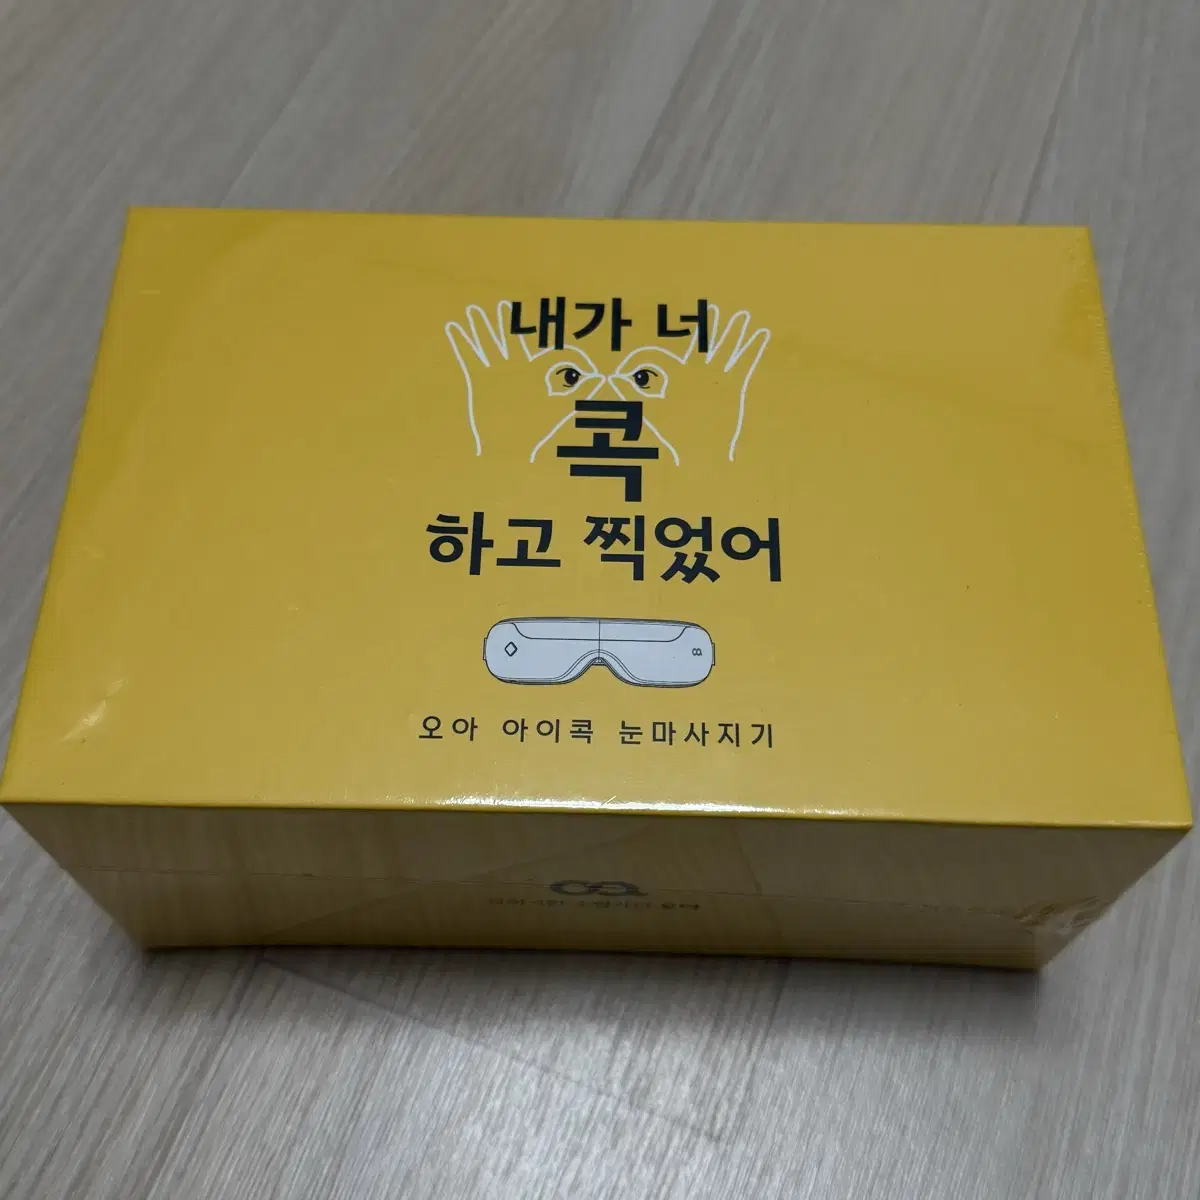 내가 너
콕
하고 찍었어
오아 아이콕 눈마사지기